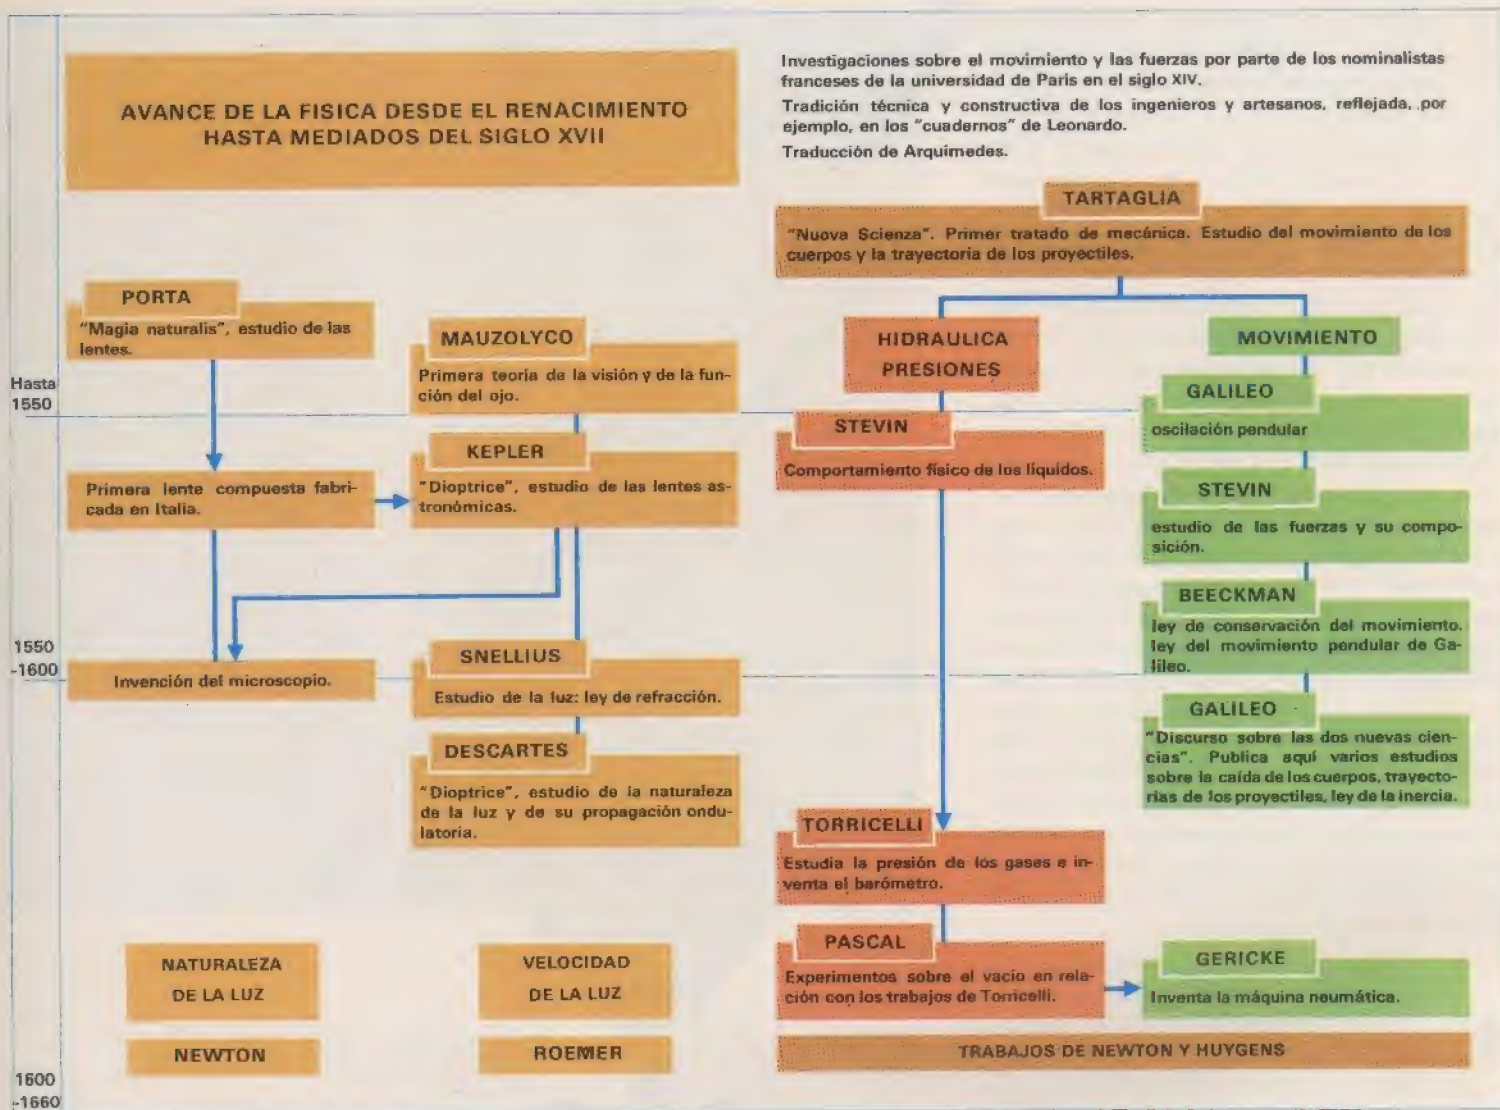 AVANCE DE LA FISICA DESDE EL RENACIMIENTO
HASTA MEDIADOS DEL SIGLO XVII
Investigaciones sobre el movimiento y las fuerzas por parte de los nominalistas
franceses de la universidad de París en el siglo XIV.
Tradición técnica y constructiva de los ingenieros y artesanos, reflejada, por
ejemplo, en los "cuadernos" de Leonardo.
Traducción de Arquímedes.
TARTAGLIA
"Nuova Scienza". Primer tratado de mecánica. Estudio del movimiento de los
cuerpos y la trayectoria de los proyectiles.
PORTA
"Magia naturalis", estudio de las
lentes.
MAUZOLYCO
Primera teoría de la visión y de la fun-
ción del ojo.
HIDRAULICA
PRESIONES
MOVIMIENTO
Hasta
1550
GALILEO
oscilación pendular
STEVIN
Comportamiento físico de los líquidos.
KEPLER
"Dioptrice", estudio de las lentes as-
tronómicas.
Primera lente compuesta fabri-
cada en Italia.
STEVIN
estudio de las fuerzas y su compo-
sición.
BEECKMAN
ley de conservación del movimiento.
ley del movimiento pendular de Ga-
lileo.
1550
-1600
Invención del microscopio.
SNELLIUS
Estudio de la luz: ley de refracción.
GALILEO
"Discurso sobre las dos nuevas cien-
cias". Publica aquí varios estudios
sobre la caída de los cuerpos, trayecto-
rias de los proyectiles, ley de la inercia.
DESCARTES
"Dioptrice", estudio de la naturaleza
de la luz y de su propagación ondu-
latoria.
TORRICELLI
Estudia la presión de los gases e in-
venta el barómetro.
PASCAL
Experimentos sobre el vacío en rela-
ción con los trabajos de Torricelli.
GERICKE
Inventa la máquina neumática.
NATURALEZA
DE LA LUZ
VELOCIDAD
DE LA LUZ
NEWTON
ROEMER
TRABAJOS DE NEWTON Y HUYGENS
1600
-1660